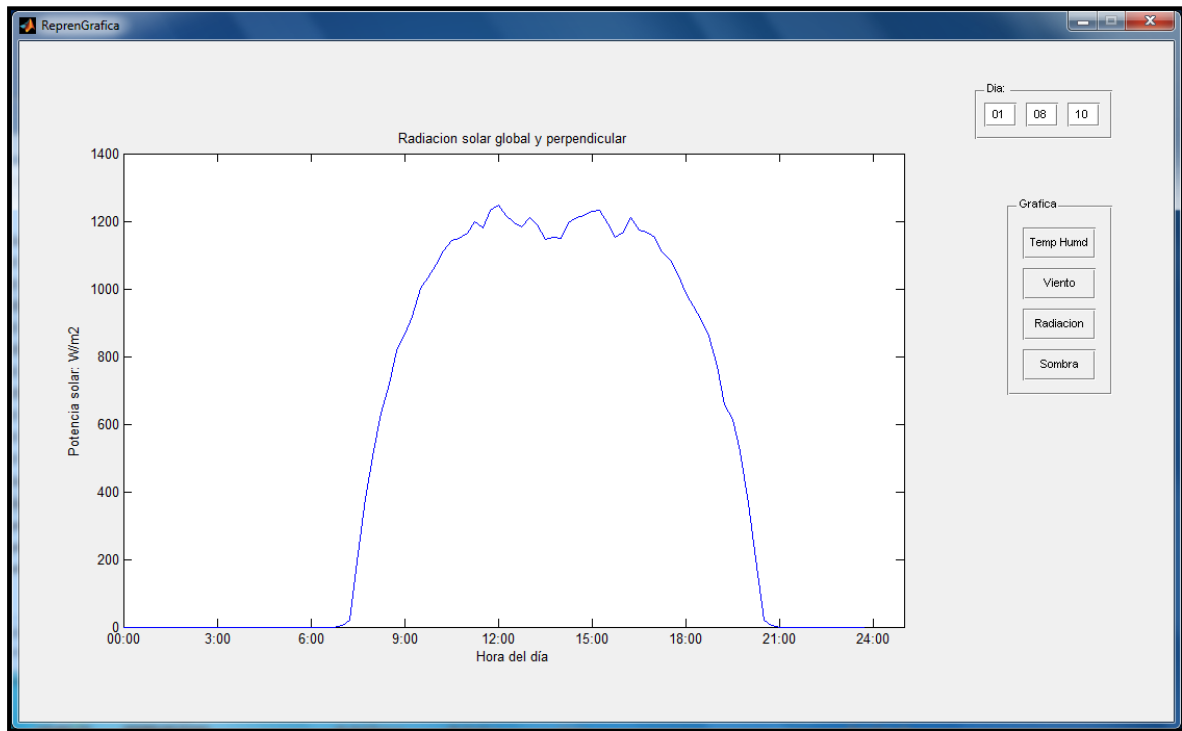 ReprenGrafica
Dia:
01 08 10
Radiacion solar global y perpendicular
1400
1200
1000
800
600
400
200
0
Potencia solar: W/m2
00:00 3:00 6:00 9:00 12:00 15:00 18:00 21:00 24:00
Hora del día
Grafica
Temp Humd
Viento
Radiacion
Sombra